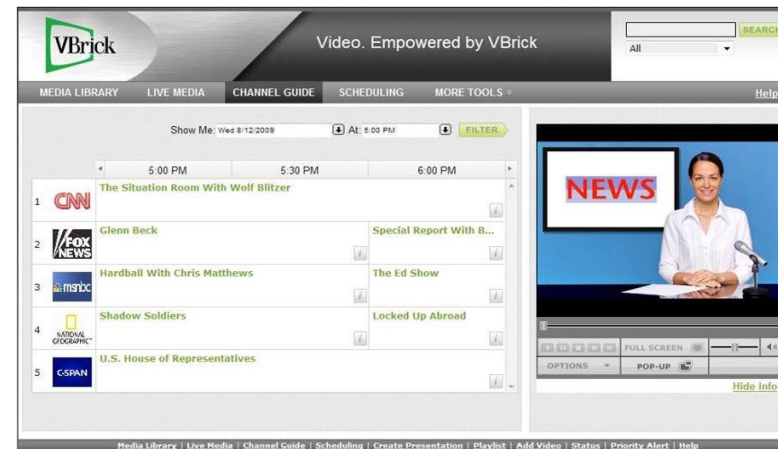 VBrick
Video. Empowered by VBrick
SEARCH
All
MEDIA LIBRARY LIVE MEDIA CHANNEL GUIDE SCHEDULING MORE TOOLS
Help
Show Me: Wed 8/12/2009 At: 5:00 PM FILTER
5:00 PM 5:30 PM 6:00 PM
1 CNN The Situation Room With Wolf Blitzer
i
2 FOX NEWS Glenn Beck Special Report With B...
i i
3 msnbc Hardball With Chris Matthews The Ed Show
i i
4 NATIONAL GEOGRAPHIC Shadow Soldiers Locked Up Abroad
i i
5 C-SPAN U.S. House of Representatives
i
NEWS
FULL SCREEN
OPTIONS POP-UP
Hide Info
Media Library | Live Media | Channel Guide | Scheduling | Create Presentation | Playlist | Add Video | Status | Priority Alert | Help